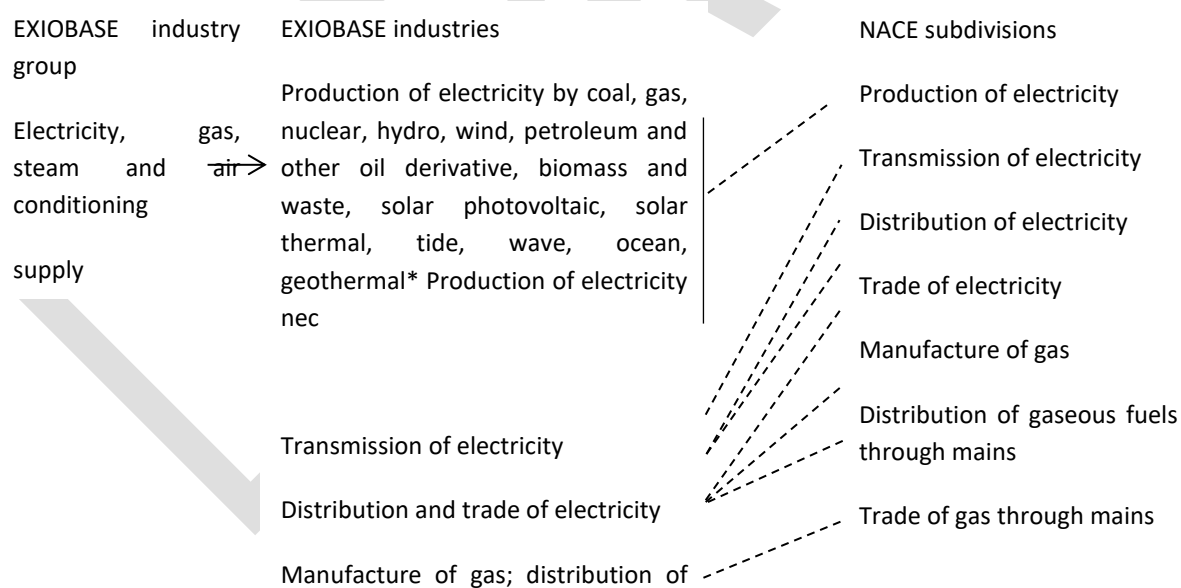 EXIOBASE industry
group
Electricity, gas,
steam and air
conditioning
supply
EXIOBASE industries
Production of electricity by coal, gas,
nuclear, hydro, wind, petroleum and
other oil derivative, biomass and
waste, solar photovoltaic, solar
thermal, tide, wave, ocean,
geothermal* Production of electricity
nec
Transmission of electricity
Distribution and trade of electricity
Manufacture of gas; distribution of
NACE subdivisions
Production of electricity
Transmission of electricity
Distribution of electricity
Trade of electricity
Manufacture of gas
Distribution of gaseous fuels
through mains
Trade of gas through mains